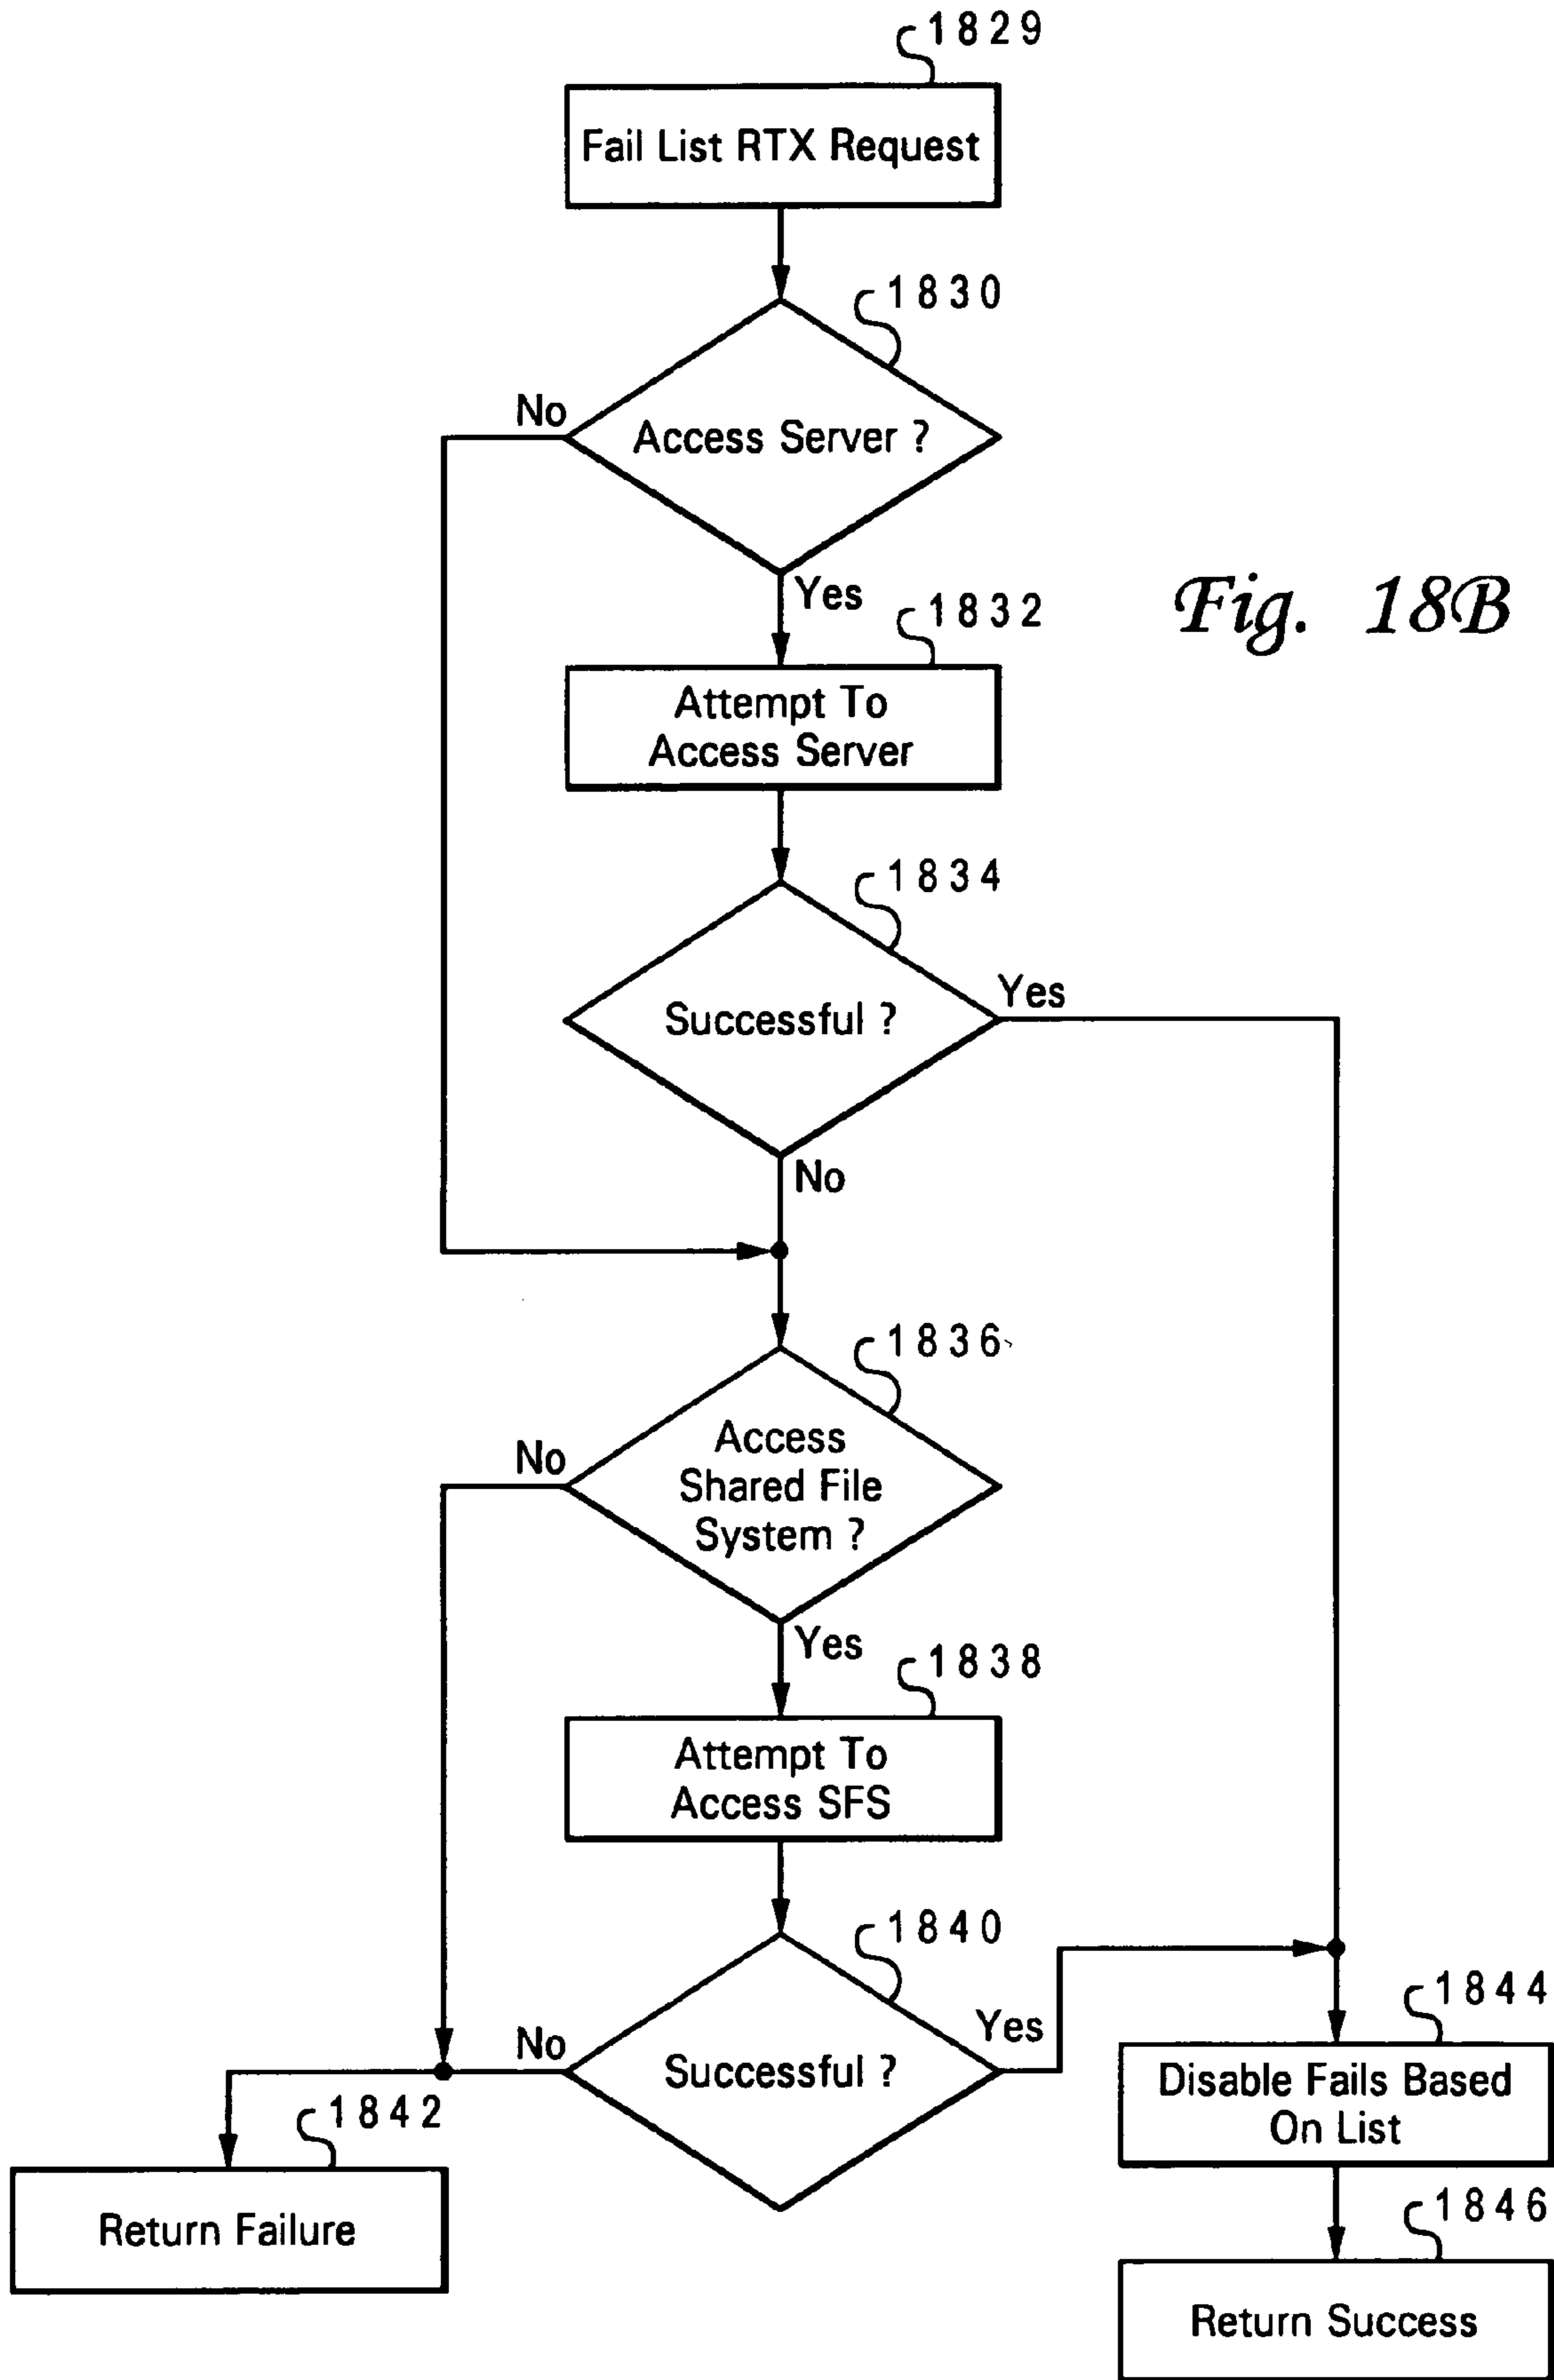 1829
Fail List RTX Request
1830
No
Access Server ?
Yes
1832
Fig. 18B
Attempt To
Access Server
1834
Yes
Successful ?
No
1836
No
Access
Shared File
System ?
Yes
1838
Attempt To
Access SFS
1840
Yes
No
Successful ?
1844
Disable Fails Based
On List
1842
Return Failure
1846
Return Success